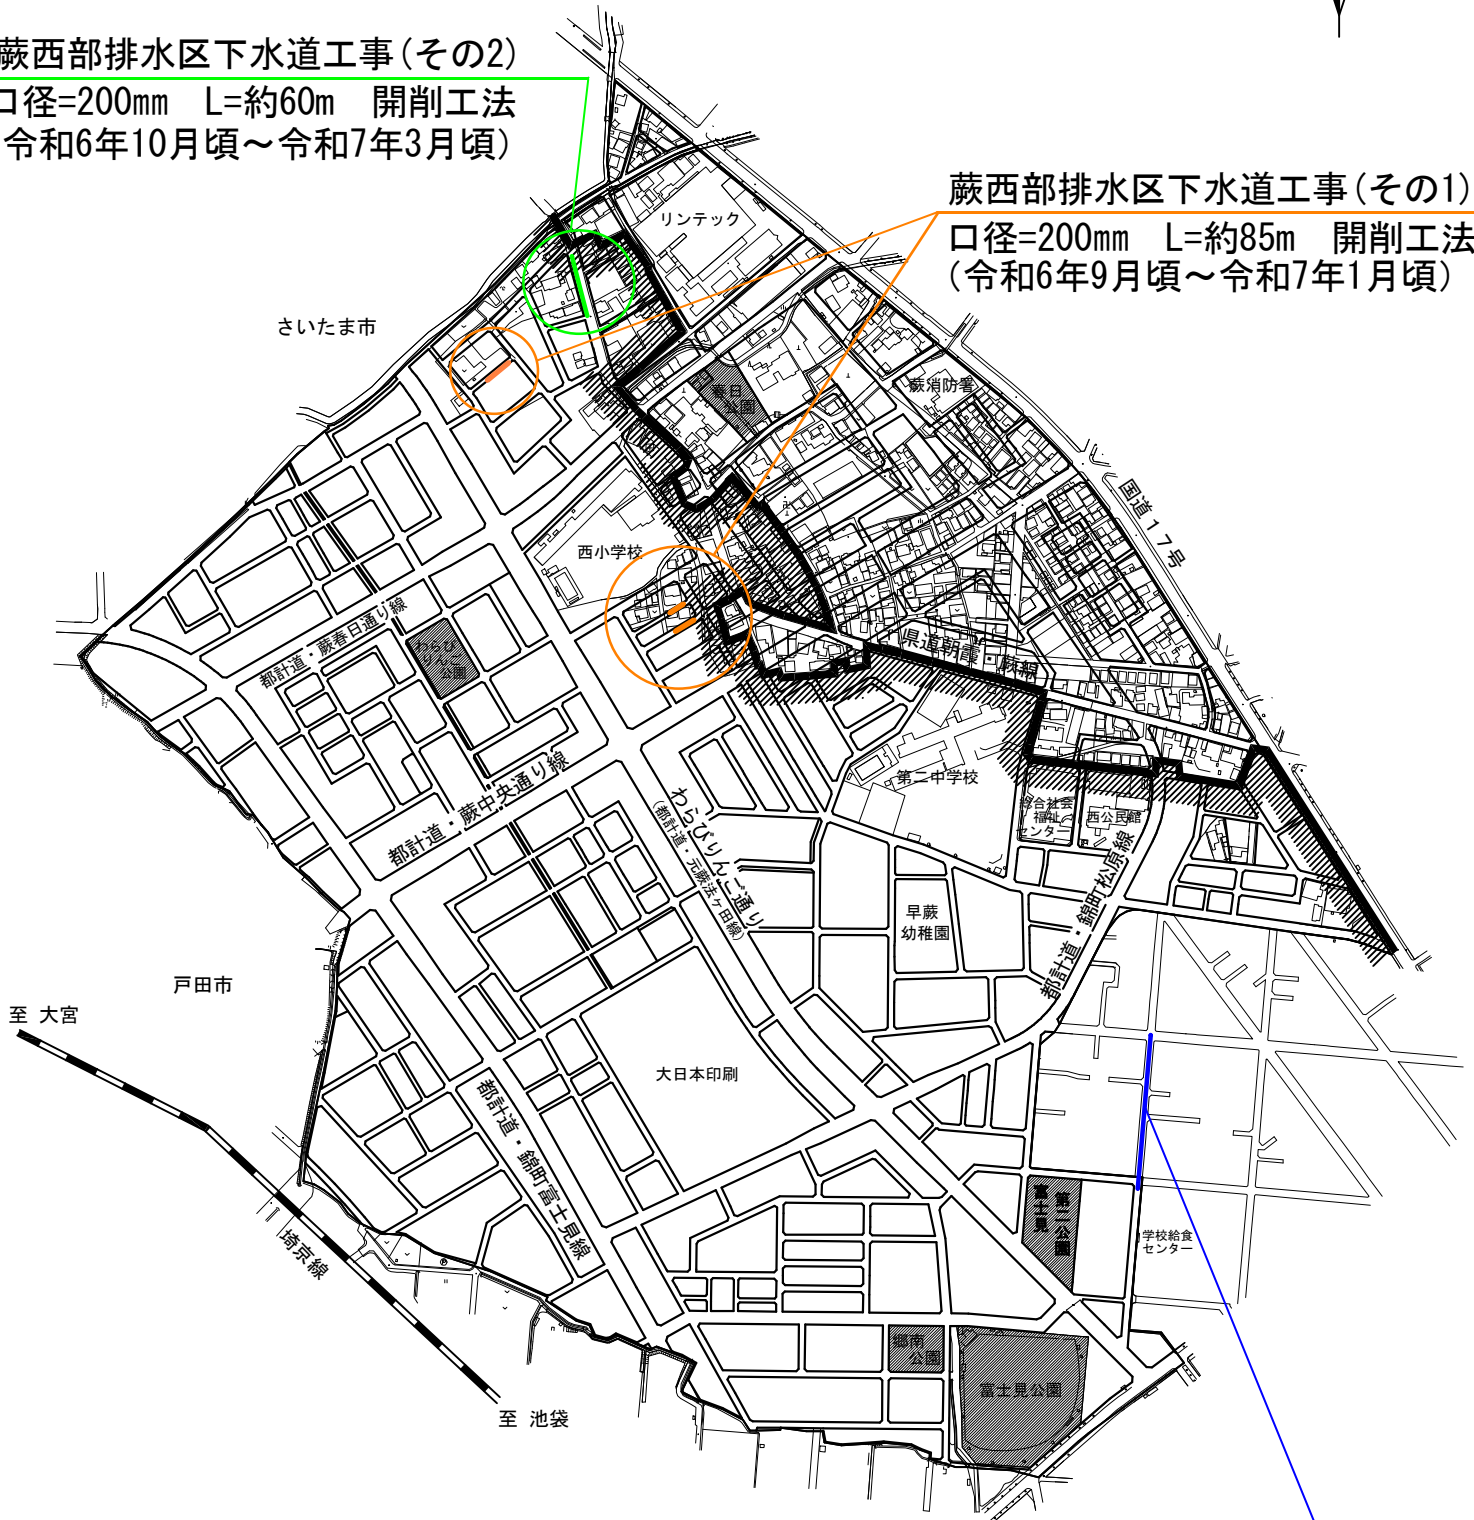 蕨西部排水区下水道工事(その2)
口径=200mm L=約60m 開削工法
令和6年10月頃～令和7年3月頃)
蕨西部排水区下水道工事(その1)
口径=200mm L=約85m 開削工法
(令和6年9月頃～令和7年1月頃)
リンテック
さいたま市
春日
公園
蕨消防署
国道17号
西小学校
都計道・蕨春日通り線
県道朝霞・蕨線
都計道・蕨中央通り線
わらびりんご通り
(都計道・元蕨法ヶ田線)
第二中学校
総合社会
福祉
センター
西公民館
都計道・錦町松原線
早蕨
幼稚園
戸田市
至 大宮
大日本印刷
都計道・錦町富士見線
埼京線
富士見
第二公園
学校給食
センター
郷南
公園
富士見公園
至 池袋